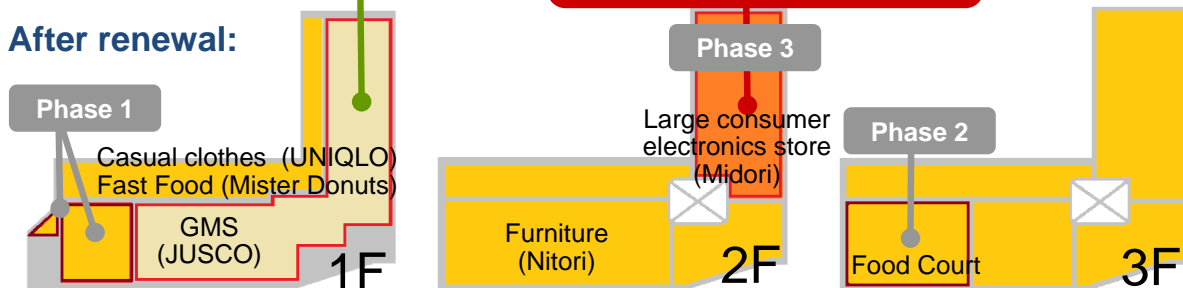 After renewal:
Phase 1
Casual clothes (UNIQLO)
Fast Food (Mister Donuts)
GMS
(JUSCO)
1F
Phase 3
Large consumer
electronics store
(Midori)
Furniture
(Nitori)
2F
Phase 2
Food Court
3F